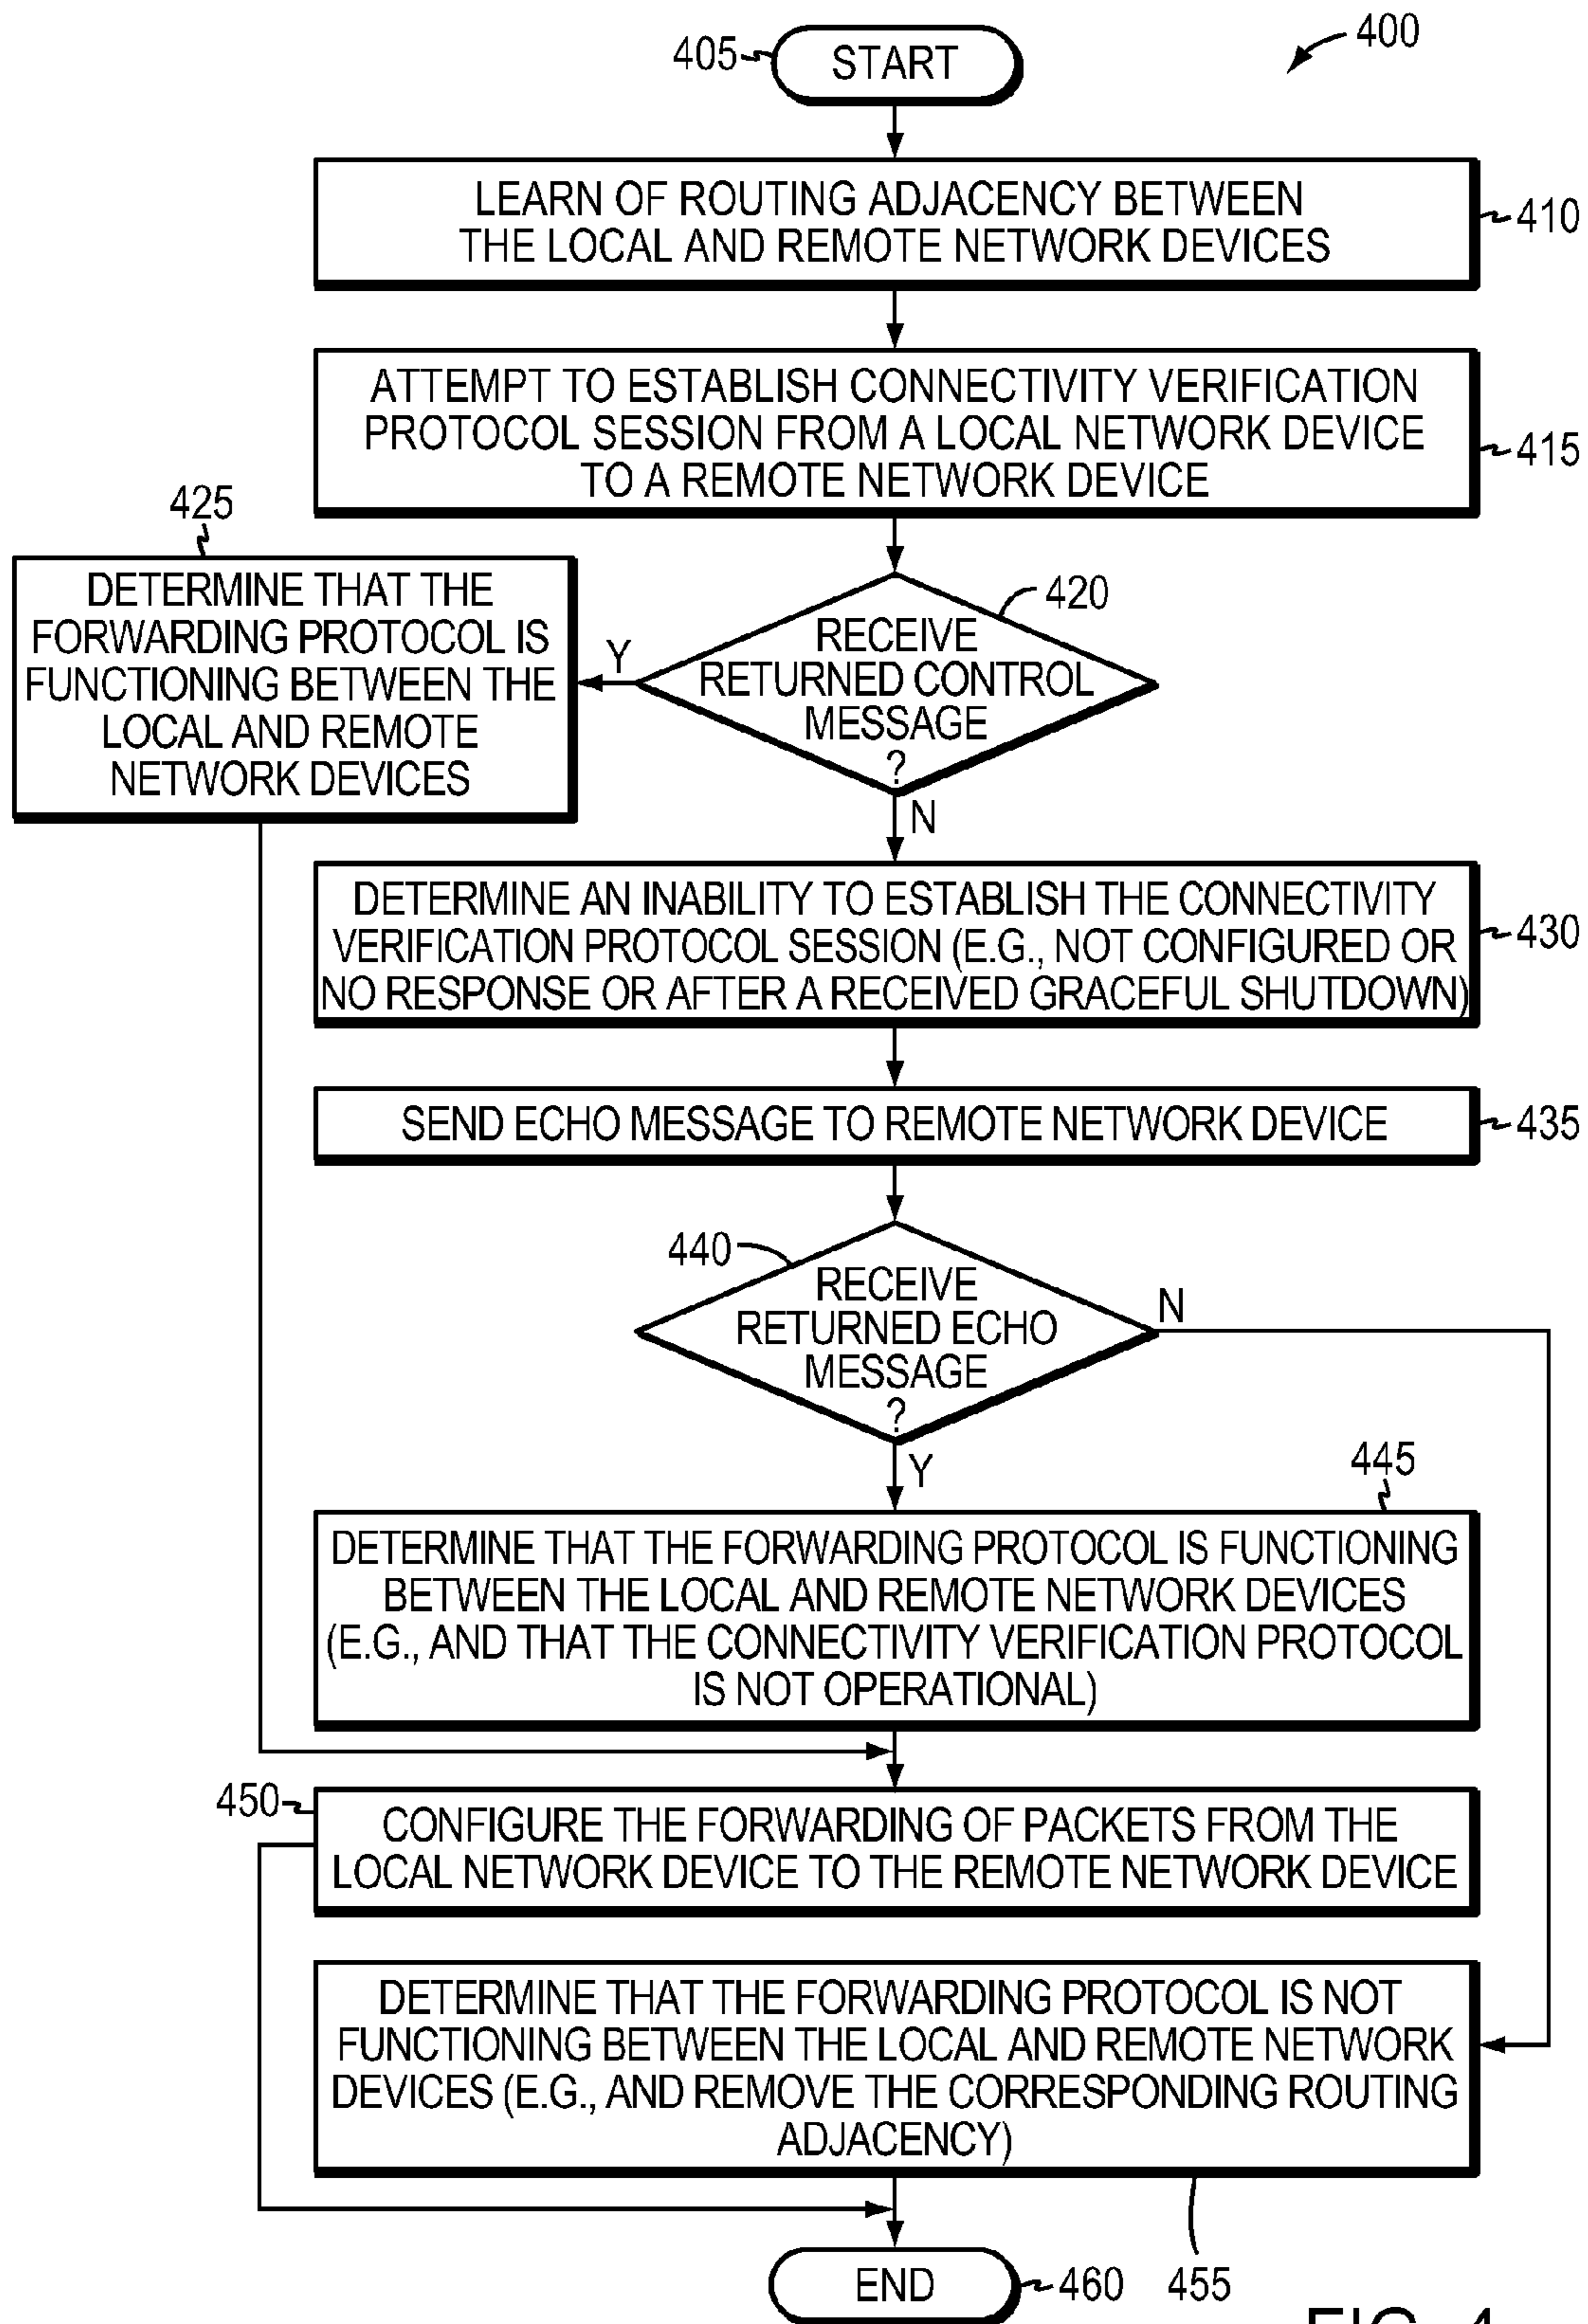 400
405
START
LEARN OF ROUTING ADJACENCY BETWEEN
THE LOCAL AND REMOTE NETWORK DEVICES
410
ATTEMPT TO ESTABLISH CONNECTIVITY VERIFICATION
PROTOCOL SESSION FROM A LOCAL NETWORK DEVICE
TO A REMOTE NETWORK DEVICE
415
420
RECEIVE
RETURNED CONTROL
MESSAGE
?
Y
425
DETERMINE THAT THE
FORWARDING PROTOCOL IS
FUNCTIONING BETWEEN THE
LOCAL AND REMOTE
NETWORK DEVICES
N
DETERMINE AN INABILITY TO ESTABLISH THE CONNECTIVITY
VERIFICATION PROTOCOL SESSION (E.G., NOT CONFIGURED OR
NO RESPONSE OR AFTER A RECEIVED GRACEFUL SHUTDOWN)
430
SEND ECHO MESSAGE TO REMOTE NETWORK DEVICE
435
440
RECEIVE
RETURNED ECHO
MESSAGE
?
N
Y
445
DETERMINE THAT THE FORWARDING PROTOCOL IS FUNCTIONING
BETWEEN THE LOCAL AND REMOTE NETWORK DEVICES
(E.G., AND THAT THE CONNECTIVITY VERIFICATION PROTOCOL
IS NOT OPERATIONAL)
450
CONFIGURE THE FORWARDING OF PACKETS FROM THE
LOCAL NETWORK DEVICE TO THE REMOTE NETWORK DEVICE
DETERMINE THAT THE FORWARDING PROTOCOL IS NOT
FUNCTIONING BETWEEN THE LOCAL AND REMOTE NETWORK
DEVICES (E.G., AND REMOVE THE CORRESPONDING ROUTING
ADJACENCY)
455
END
460
FIG. 4